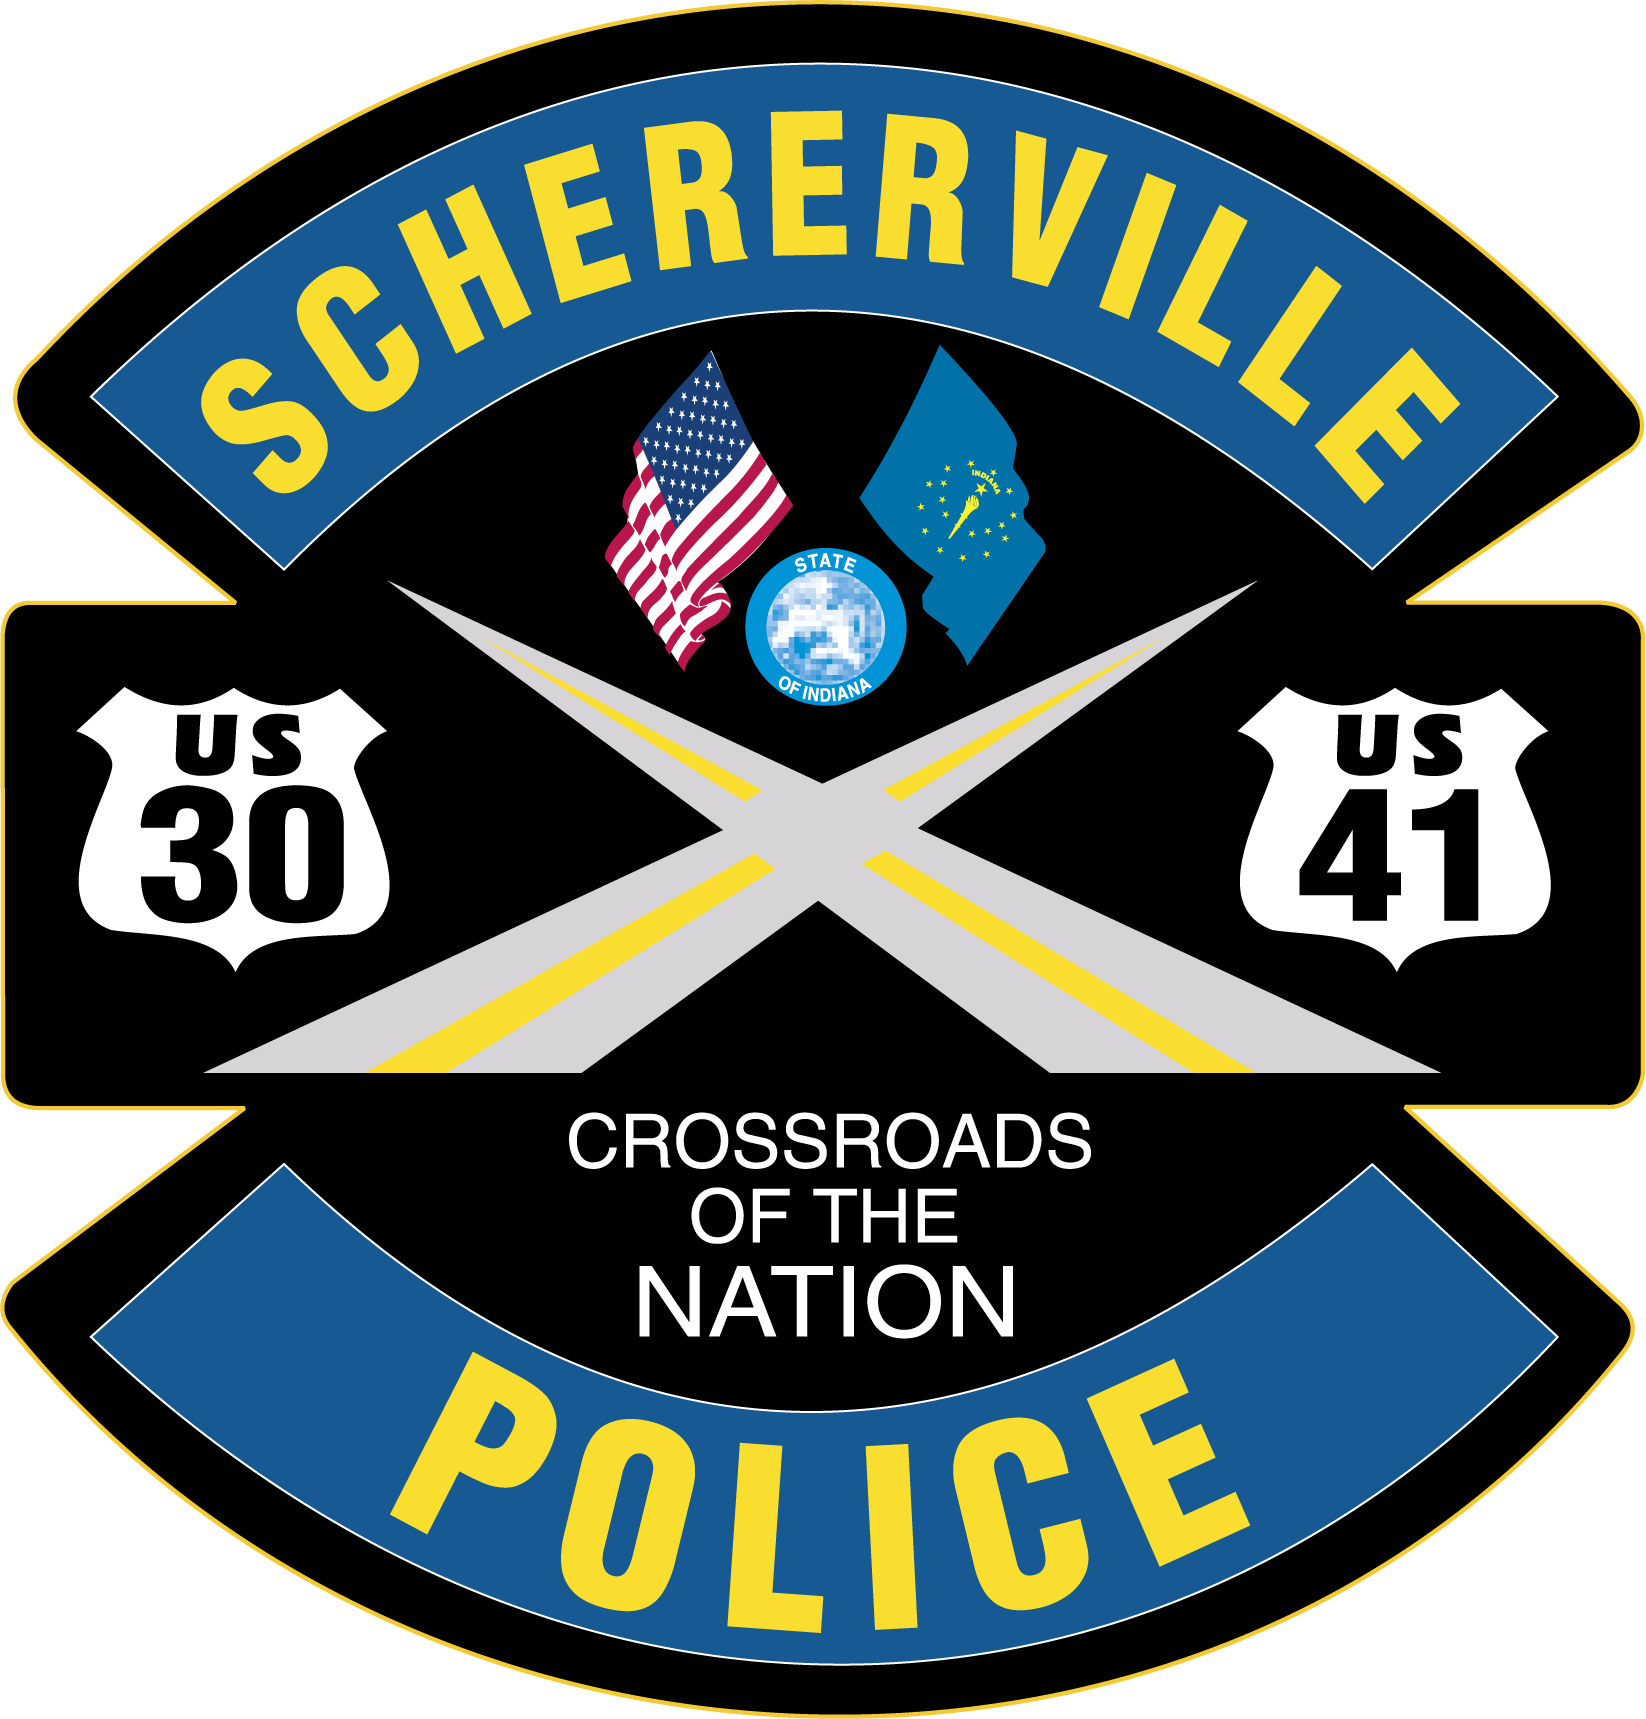 SCHERERVILLE
INDIANA
STATE
OF INDIANA
US
30
US
41
CROSSROADS
OF THE
NATION
POLICE